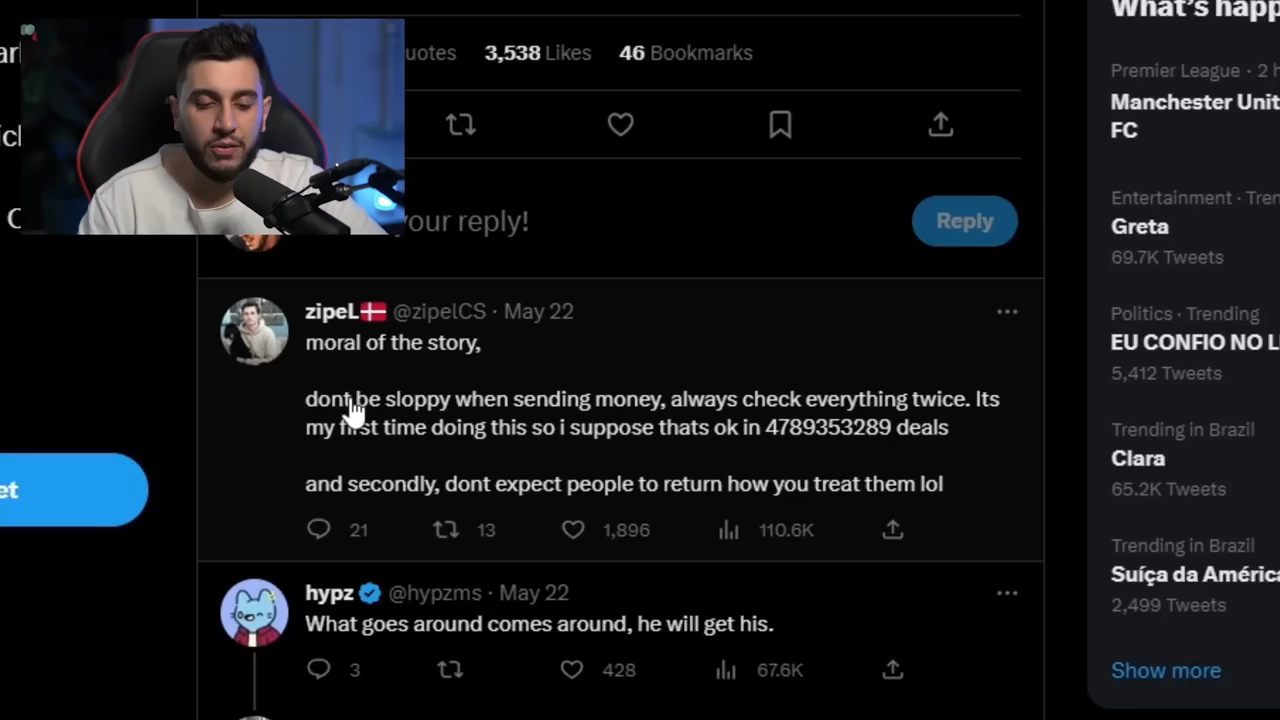 What's happ
uotes 3,538 Likes 46 Bookmarks
Premier League · 2 h
Manchester Unit
FC
your reply!
Reply
Entertainment · Tren
Greta
69.7K Tweets
zipeL @zipelCS · May 22
moral of the story,
dont be sloppy when sending money, always check everything twice. Its
my first time doing this so i suppose thats ok in 4789353289 deals
and secondly, dont expect people to return how you treat them lol
21 13 1,896 110.6K
Politics · Trending
EU CONFIO NO L
5,412 Tweets
Trending in Brazil
Clara
65.2K Tweets
et
hypz @hypzms · May 22
What goes around comes around, he will get his.
3 428 67.6K
Trending in Brazil
Suíça da América
2,499 Tweets
Show more